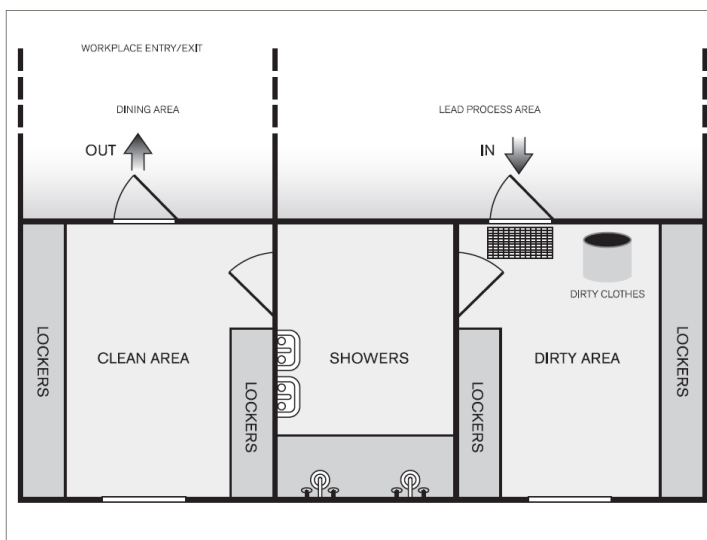 WORKPLACE ENTRY/EXIT
DINING AREA
LEAD PROCESS AREA
OUT
IN
DIRTY CLOTHES
LOCKERS
CLEAN AREA
LOCKERS
SHOWERS
LOCKERS
DIRTY AREA
LOCKERS